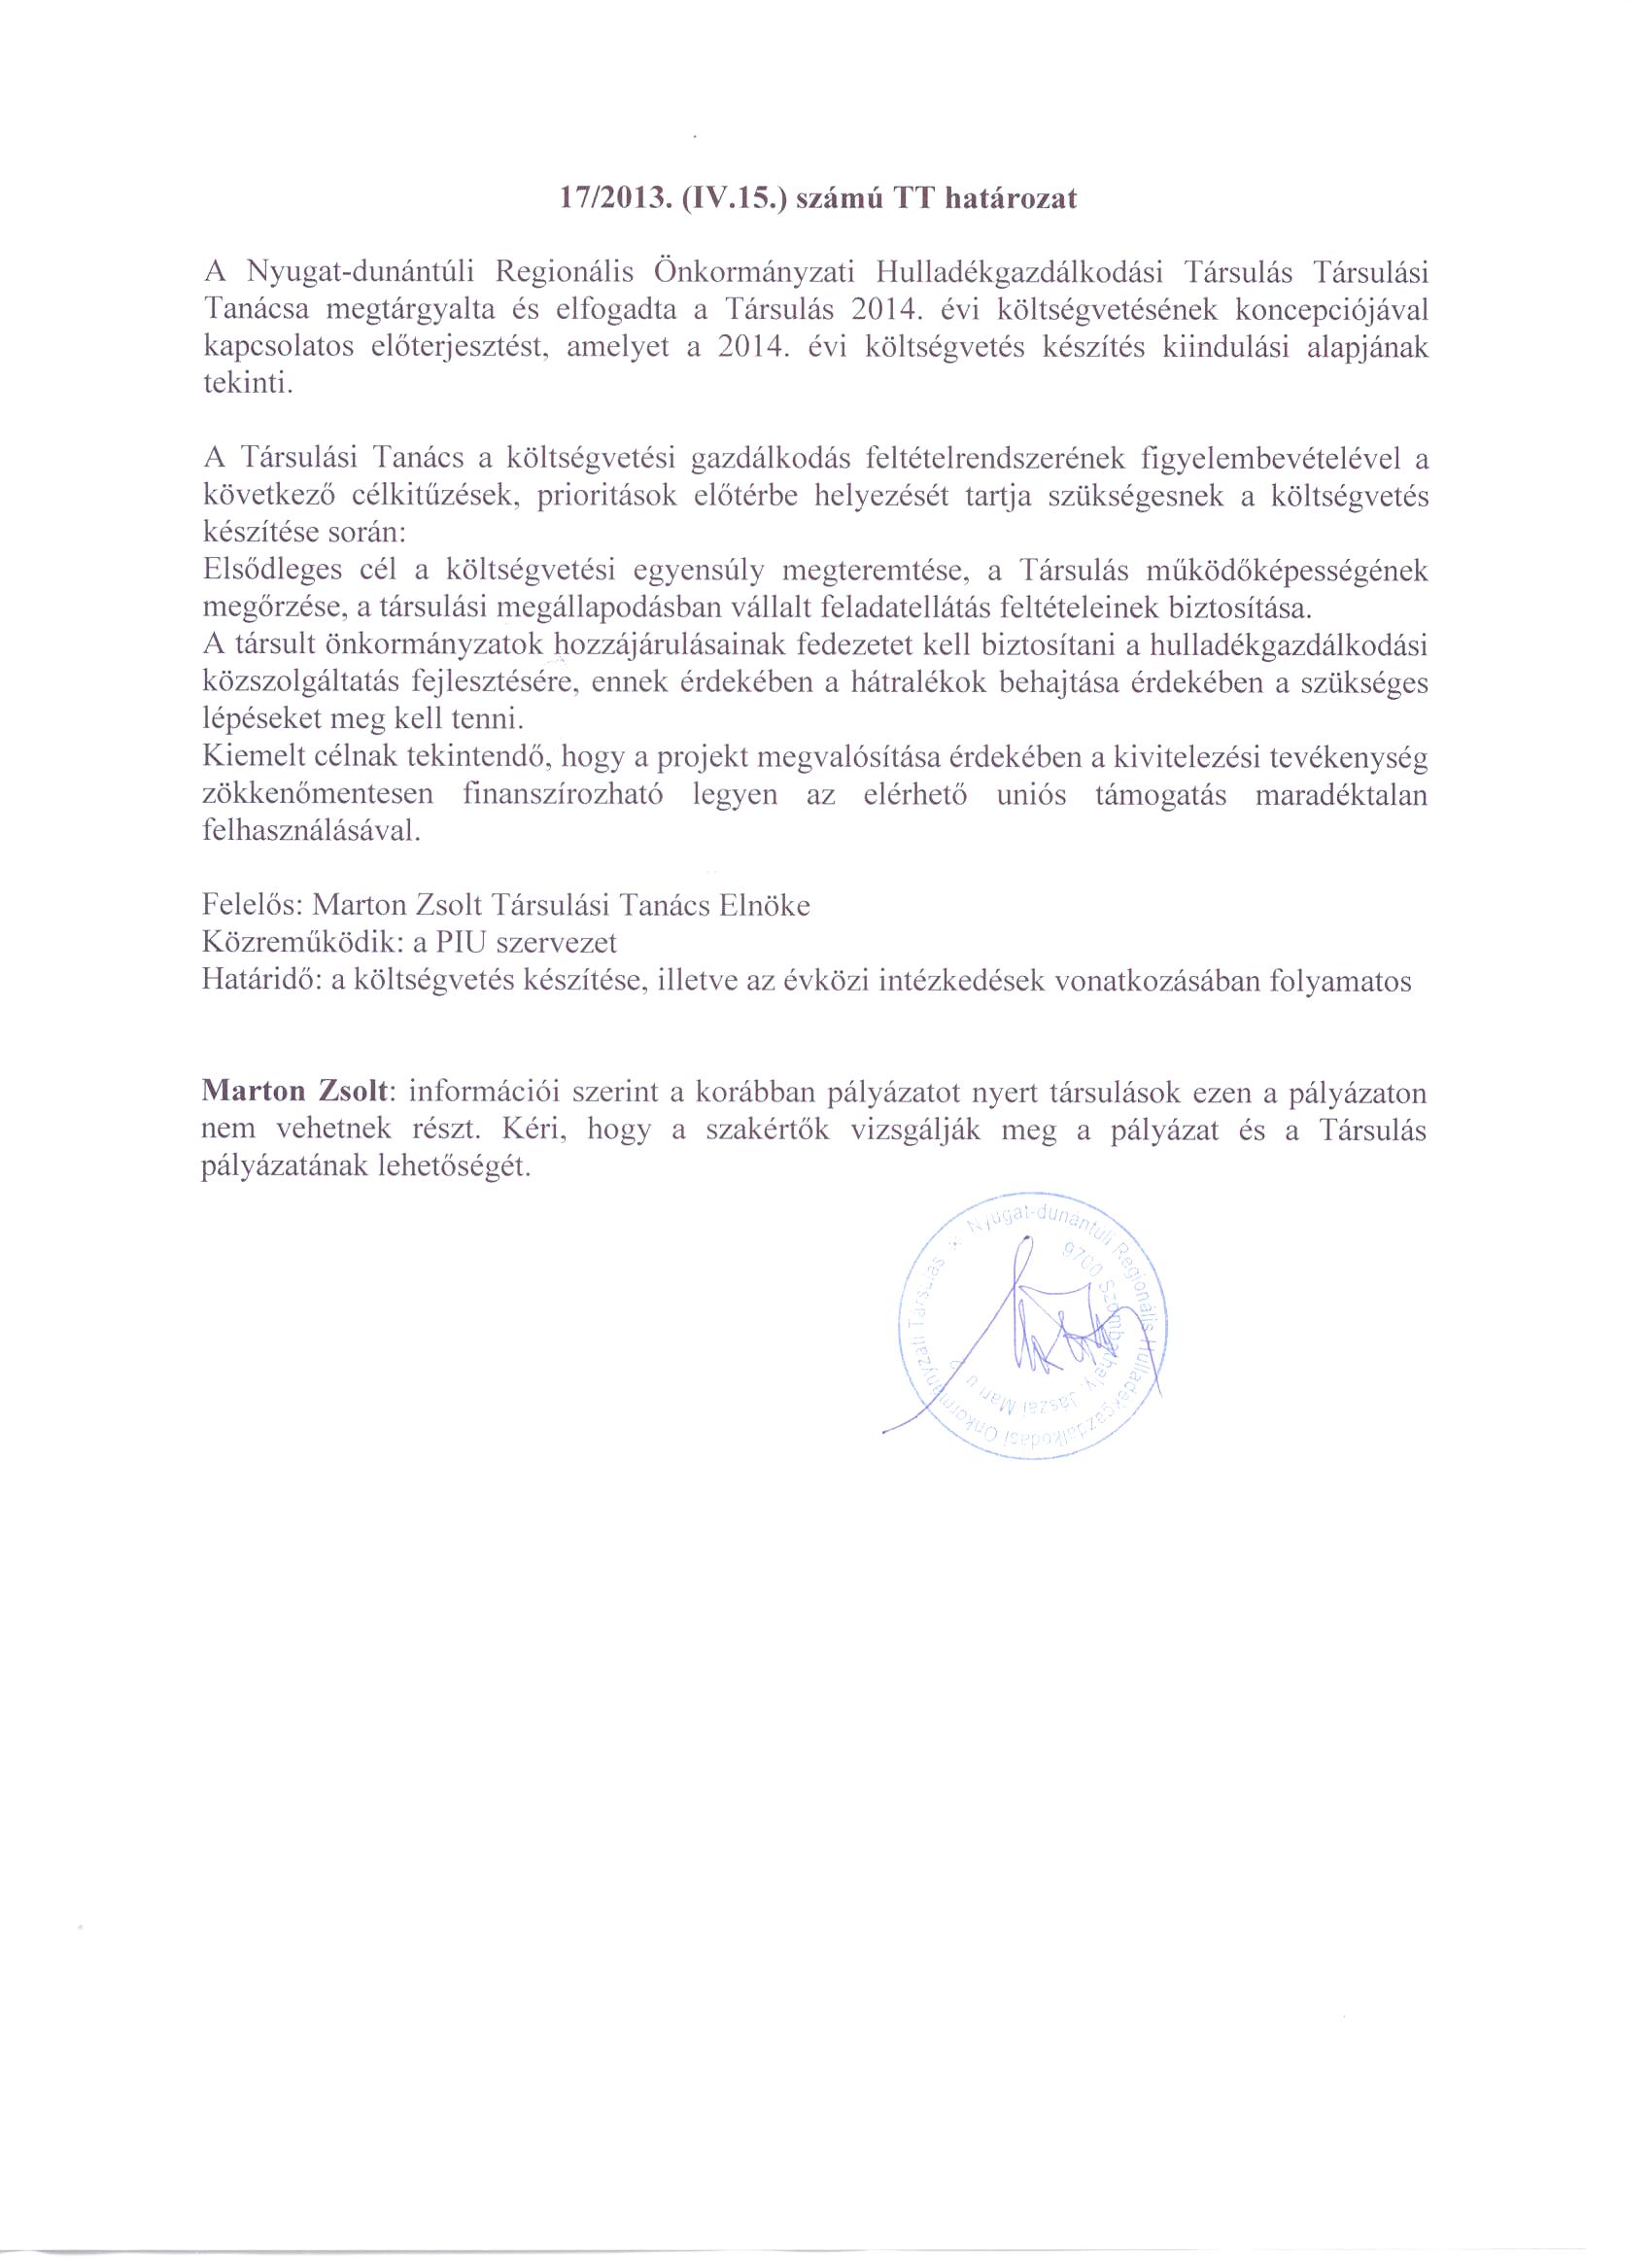 17/2013. (IV.15.) számú TT határozat
A Nyugat-dunántúli Regionális Önkormányzati Hulladékgazdálkodási Társulás Társulási
Tanácsa megtárgyalta és elfogadta a Társulás 2014. évi költségvetésének koncepciójával
kapcsolatos előterjesztést, amelyet a 2014. évi költségvetés készítés kiindulási alapjának
tekinti.
A Társulási Tanács a költségvetési gazdálkodás feltételrendszerének figyelembevételével a
következő célkitűzések, prioritások előtérbe helyezését tartja szükségesnek a költségvetés
készítése során:
Elsődleges cél a költségvetési egyensúly megteremtése, a Társulás működőképességének
megőrzése, a társulási megállapodásban vállalt feladatellátás feltételeinek biztosítása.
A társult önkormányzatok hozzájárulásainak fedezetet kell biztosítani a hulladékgazdálkodási
közszolgáltatás fejlesztésére, ennek érdekében a hátralékok behajtása érdekében a szükséges
lépéseket meg kell tenni.
Kiemelt célnak tekintendő, hogy a projekt megvalósítása érdekében a kivitelezési tevékenység
zökkenőmentesen finanszírozható legyen az elérhető uniós támogatás maradéktalan
felhasználásával.
Felelős: Marton Zsolt Társulási Tanács Elnöke
Közreműködik: a PIU szervezet
Határidő: a költségvetés készítése, illetve az évközi intézkedések vonatkozásában folyamatos
Marton Zsolt: információi szerint a korábban pályázatot nyert társulások ezen a pályázaton
nem vehetnek részt. Kéri, hogy a szakértők vizsgálják meg a pályázat és a Társulás
pályázatának lehetőségét.
Nyugat-dunántúli Regionális Hulladékgazdálkodási Önkormányzati Társulás
9700 Szombathely, Jászai Mari u